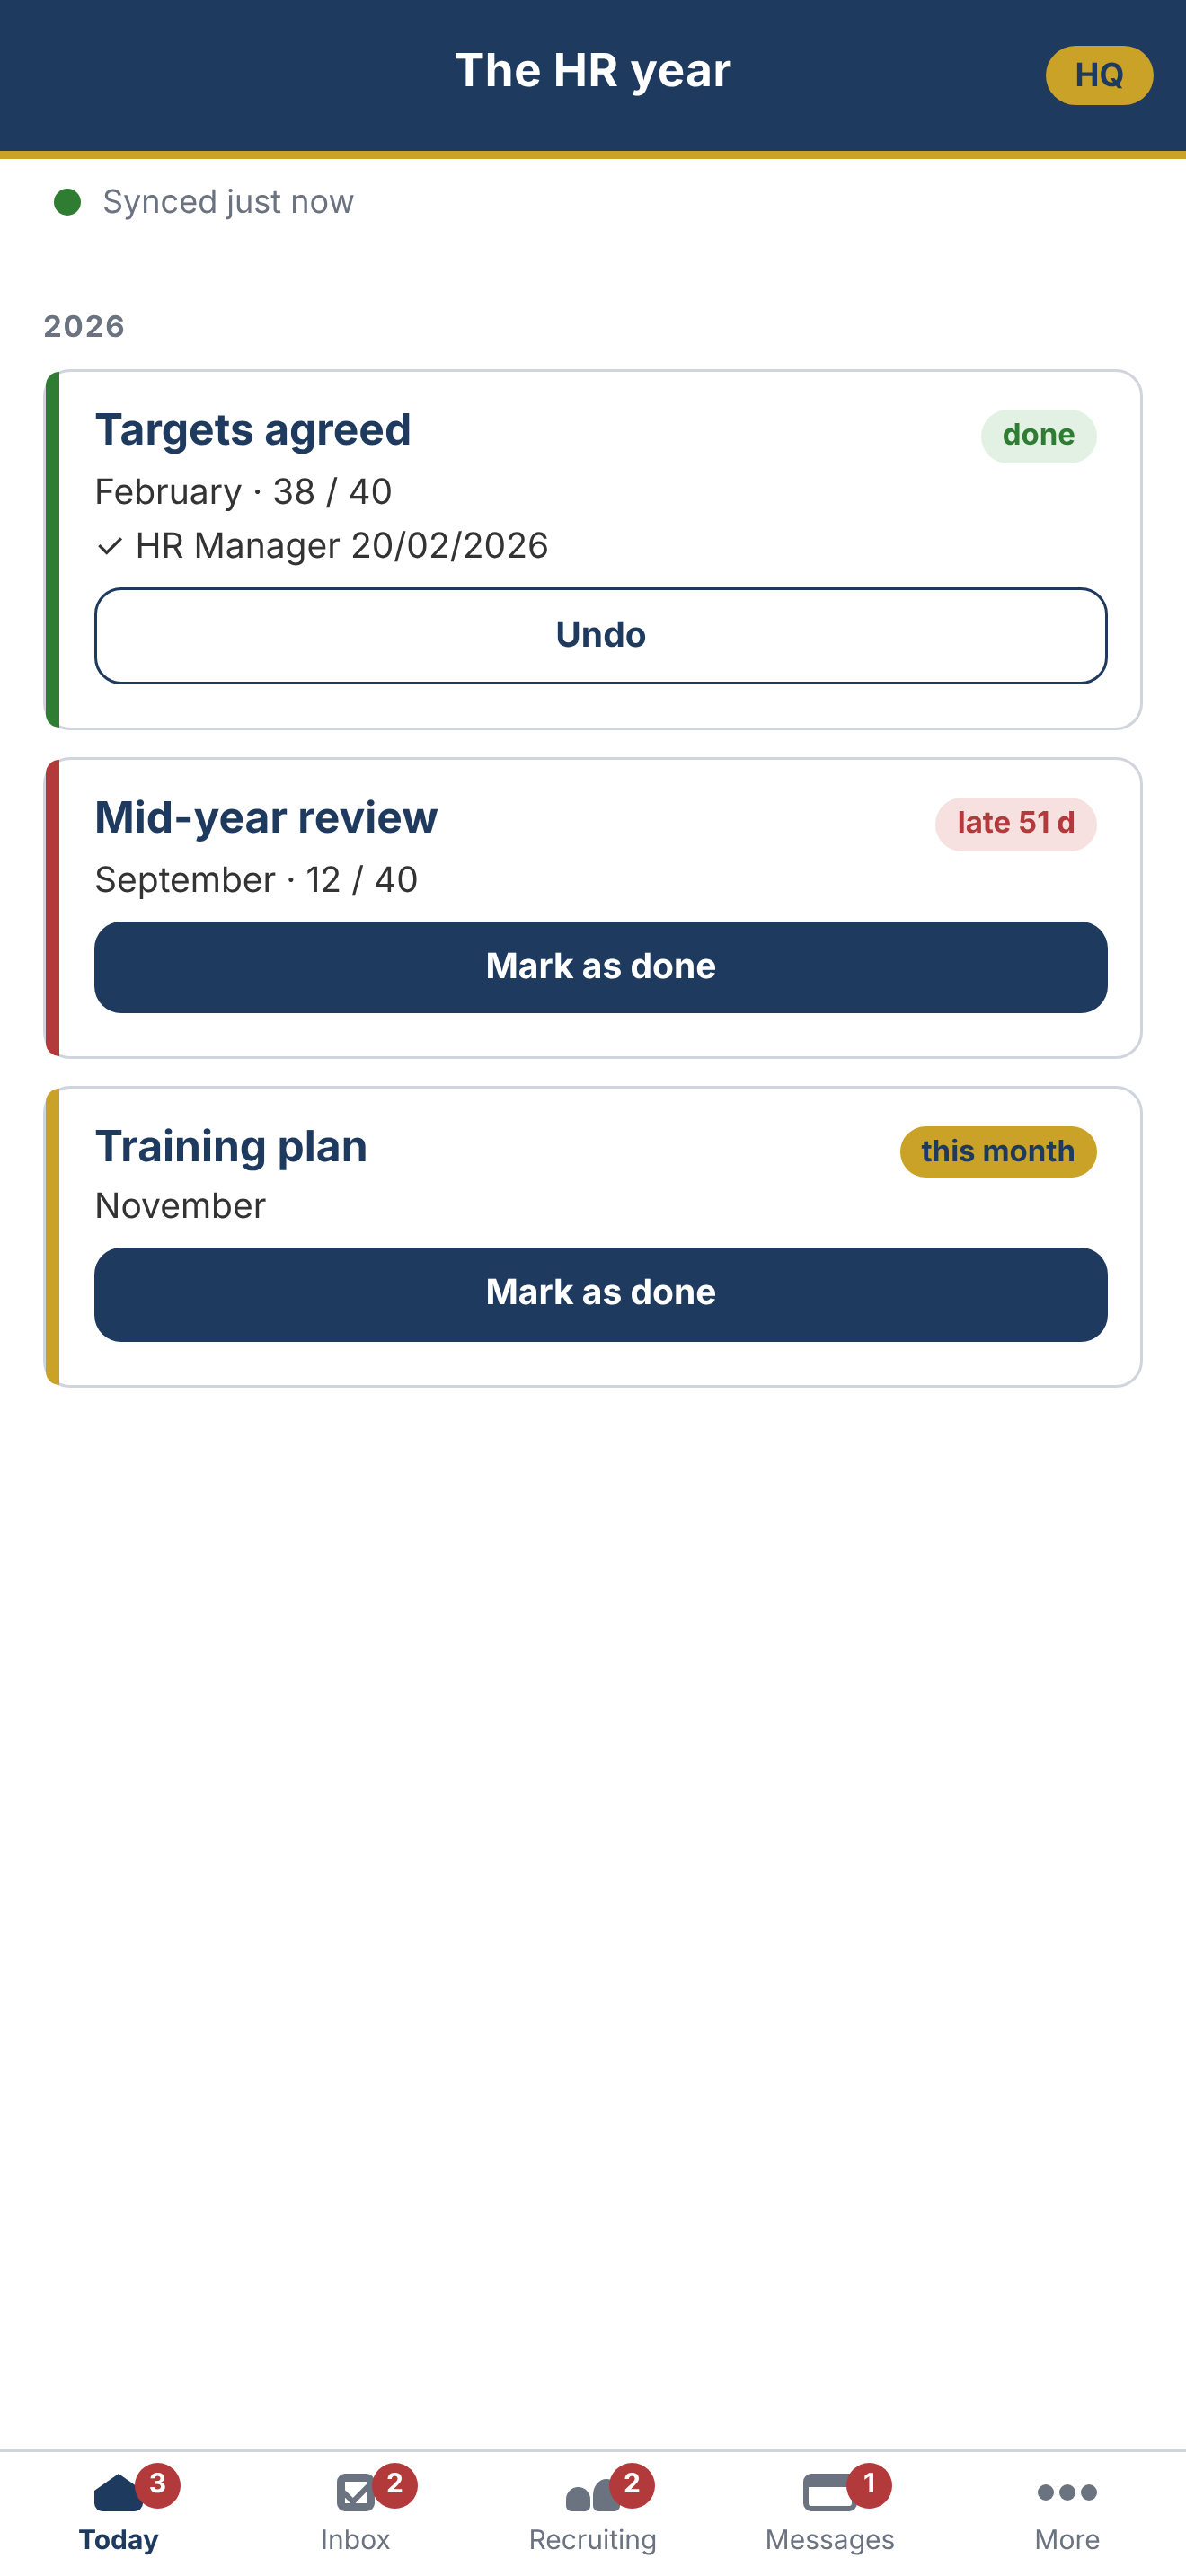 The HR year
HQ
Synced just now
2026
Targets agreed
done
February · 38 / 40
✓ HR Manager 20/02/2026
Undo
Mid-year review
late 51 d
September · 12 / 40
Mark as done
Training plan
this month
November
Mark as done
3
2
2
1
Today
Inbox
Recruiting
Messages
More